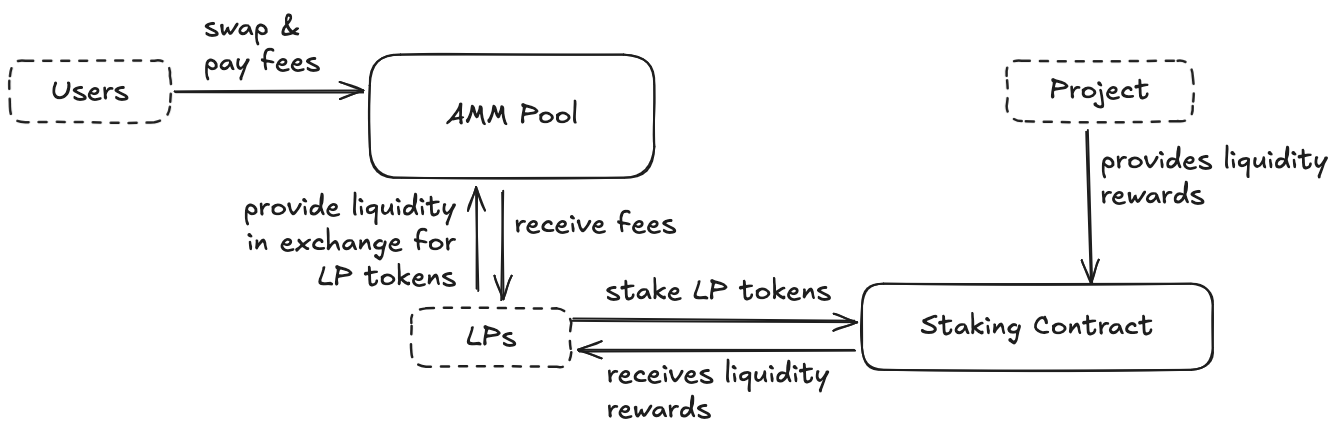 swap &
pay fees
Users
AMM Pool
Project
provides liquidity
rewards
provide liquidity
in exchange for
LP tokens
receive fees
stake LP tokens
LPs
Staking Contract
receives liquidity
rewards